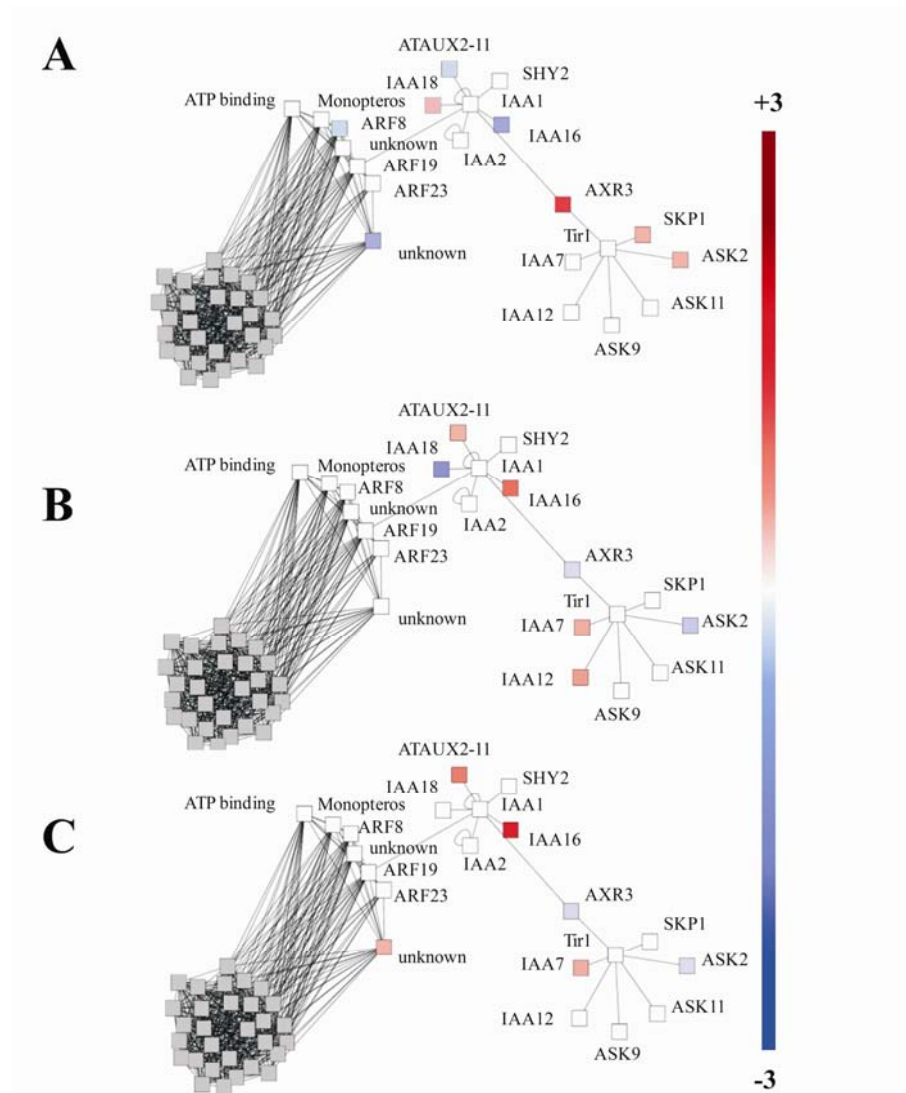 A
ATAUX2-11
SHY2
IAA18
IAA1
+3
ATP binding
Monopteros
ARF8
IAA16
unknown
IAA2
ARF19
ARF23
AXR3
SKP1
Tir1
unknown
IAA7
ASK2
IAA12
ASK11
ASK9
B
ATAUX2-11
SHY2
IAA18
IAA1
ATP binding
Monopteros
ARF8
IAA16
unknown
IAA2
ARF19
ARF23
AXR3
SKP1
Tir1
unknown
IAA7
ASK2
IAA12
ASK11
ASK9
C
ATAUX2-11
SHY2
IAA18
IAA1
ATP binding
Monopteros
ARF8
IAA16
unknown
IAA2
ARF19
ARF23
AXR3
SKP1
Tir1
unknown
IAA7
ASK2
IAA12
ASK11
ASK9
-3